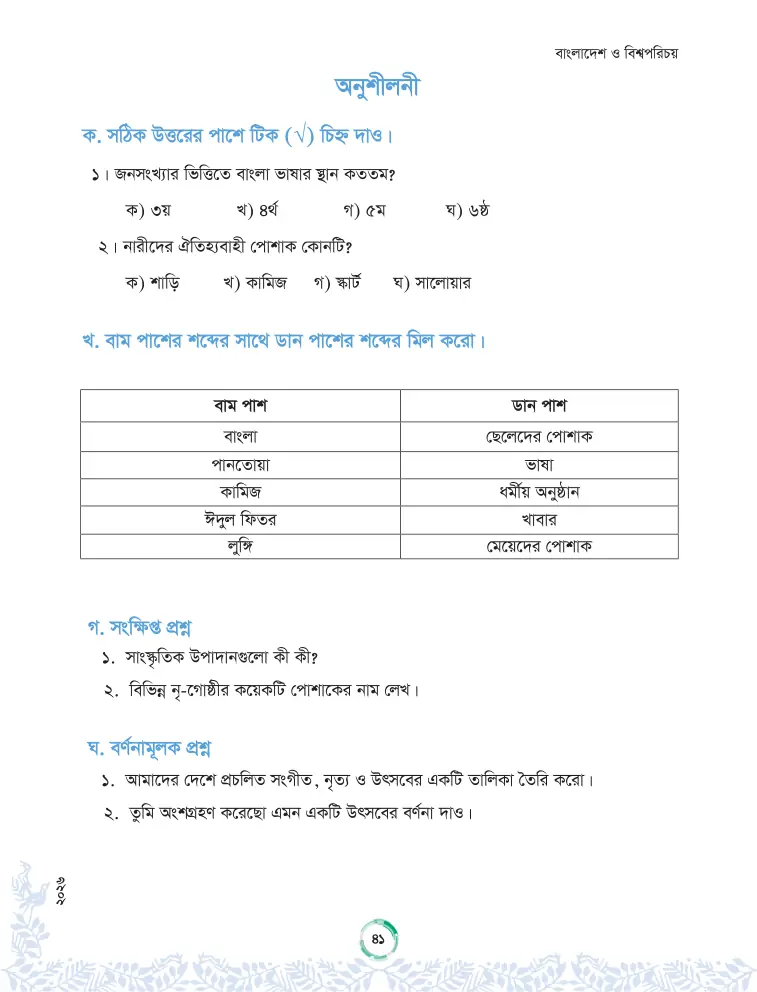 বাংলাদেশ ও বিশ্বপরিচয়
অনুশীলনী
ক. সঠিক উত্তরের পাশে টিক (√) চিহ্ন দাও।
১। জনসংখ্যার ভিত্তিতে বাংলা ভাষার স্থান কততম?
ক) ৩য় খ) ৪র্থ গ) ৫ম ঘ) ৬ষ্ঠ
২। নারীদের ঐতিহ্যবাহী পোশাক কোনটি?
ক) শাড়ি খ) কামিজ গ) স্কার্ট ঘ) সালোয়ার
খ. বাম পাশের শব্দের সাথে ডান পাশের শব্দের মিল করো।
বাম পাশ ডান পাশ
বাংলা ছেলেদের পোশাক
পানতোয়া ভাষা
কামিজ ধর্মীয় অনুষ্ঠান
ঈদুল ফিতর খাবার
লুঙ্গি মেয়েদের পোশাক
গ. সংক্ষিপ্ত প্রশ্ন
১. সাংস্কৃতিক উপাদানগুলো কী কী?
২. বিভিন্ন নৃ-গোষ্ঠীর কয়েকটি পোশাকের নাম লেখ।
ঘ. বর্ণনামূলক প্রশ্ন
১. আমাদের দেশে প্রচলিত সংগীত, নৃত্য ও উৎসবের একটি তালিকা তৈরি করো।
২. তুমি অংশগ্রহণ করেছো এমন একটি উৎসবের বর্ণনা দাও।
২০২৬
৪১